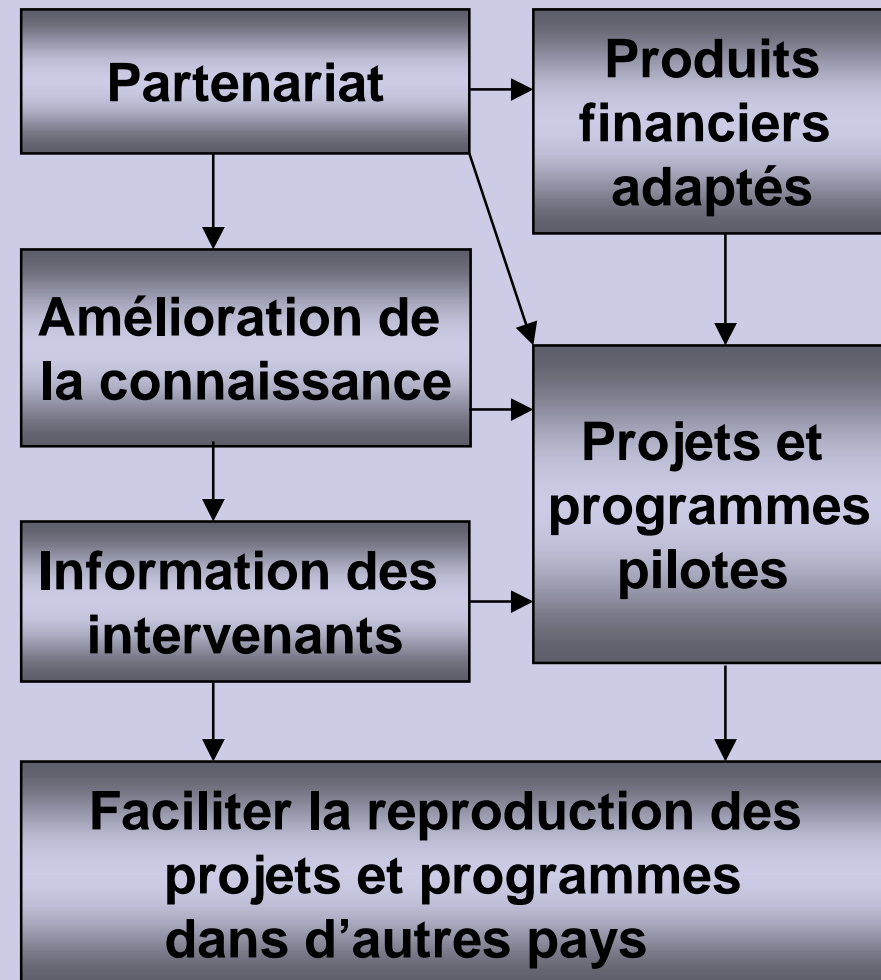 Partenariat
Produits
financiers
adaptés
Amélioration de
la connaissance
Projets et
programmes
pilotes
Information des
intervenants
Faciliter la reproduction des
projets et programmes
dans d’autres pays